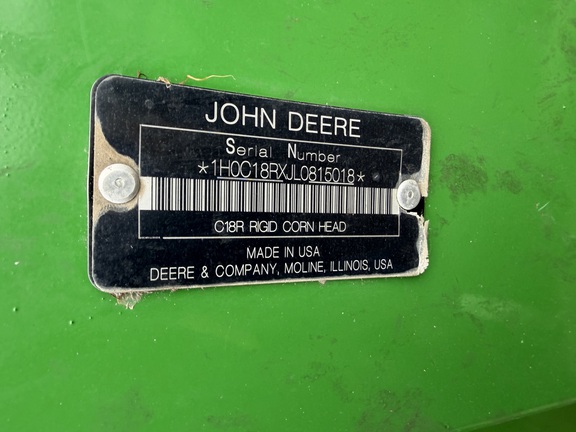 JOHN DEERE
Serial Number
*1H0C18RXJL0815018*
C18R RIGID CORN HEAD
MADE IN USA
DEERE & COMPANY, MOLINE, ILLINOIS, USA